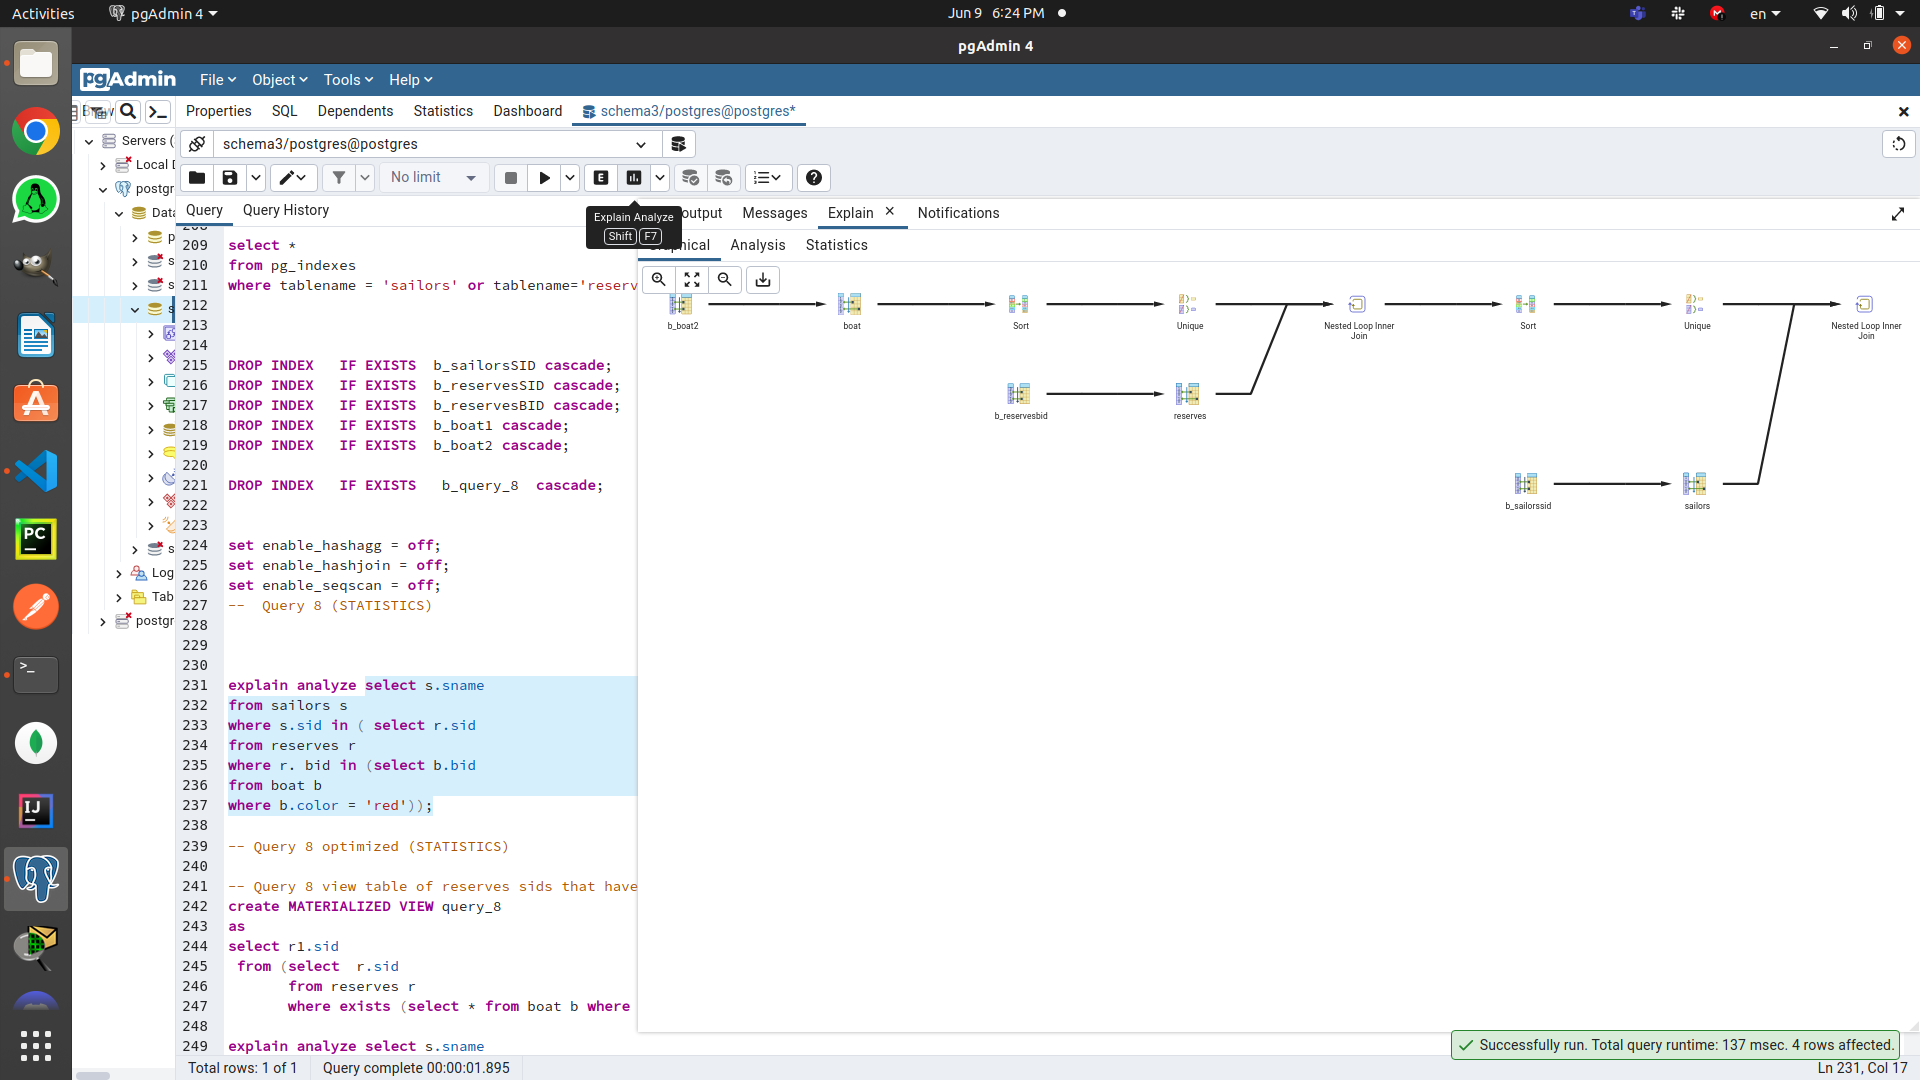 Activities
pgAdmin 4
Jun 9 6:24 PM
en
pgAdmin 4
pgAdmin
File
Object
Tools
Help
Properties
SQL
Dependents
Statistics
Dashboard
schema3/postgres@postgres*
Servers (
schema3/postgres@postgres
Local D
postgr
No limit
E
Data
Query
Query History
Explain Analyze
Shift
F7
output
Messages
Explain
Notifications
Graphical
Analysis
Statistics
209 select *
210 from pg_indexes
211 where tablename = 'sailors' or tablename='reserv
212
213
214
215 DROP INDEX IF EXISTS b_sailorsSID cascade;
216 DROP INDEX IF EXISTS b_reservesSID cascade;
217 DROP INDEX IF EXISTS b_reservesBID cascade;
218 DROP INDEX IF EXISTS b_boat1 cascade;
219 DROP INDEX IF EXISTS b_boat2 cascade;
220
221 DROP INDEX IF EXISTS b_query_8 cascade;
222
223
224 set enable_hashagg = off;
225 set enable_hashjoin = off;
226 set enable_seqscan = off;
227 -- Query 8 (STATISTICS)
228
229
230
231 explain analyze select s.sname
232 from sailors s
233 where s.sid in ( select r.sid
234 from reserves r
235 where r. bid in (select b.bid
236 from boat b
237 where b.color = 'red'));
238
239 -- Query 8 optimized (STATISTICS)
240
241 -- Query 8 view table of reserves sids that have
242 create MATERIALIZED VIEW query_8
243 as
244 select r1.sid
245 from (select r.sid
246 from reserves r
247 where exists (select * from boat b where
248
249 explain analyze select s.sname
b_boat2
boat
Sort
Unique
Nested Loop Inner
Join
Sort
Unique
Nested Loop Inner
Join
b_reservesbid
reserves
b_sailorssid
sailors
p
s
s
s
s
Log
Tab
postgr
PC
IJ
Successfully run. Total query runtime: 137 msec. 4 rows affected.
Total rows: 1 of 1
Query complete 00:00:01.895
Ln 231, Col 17